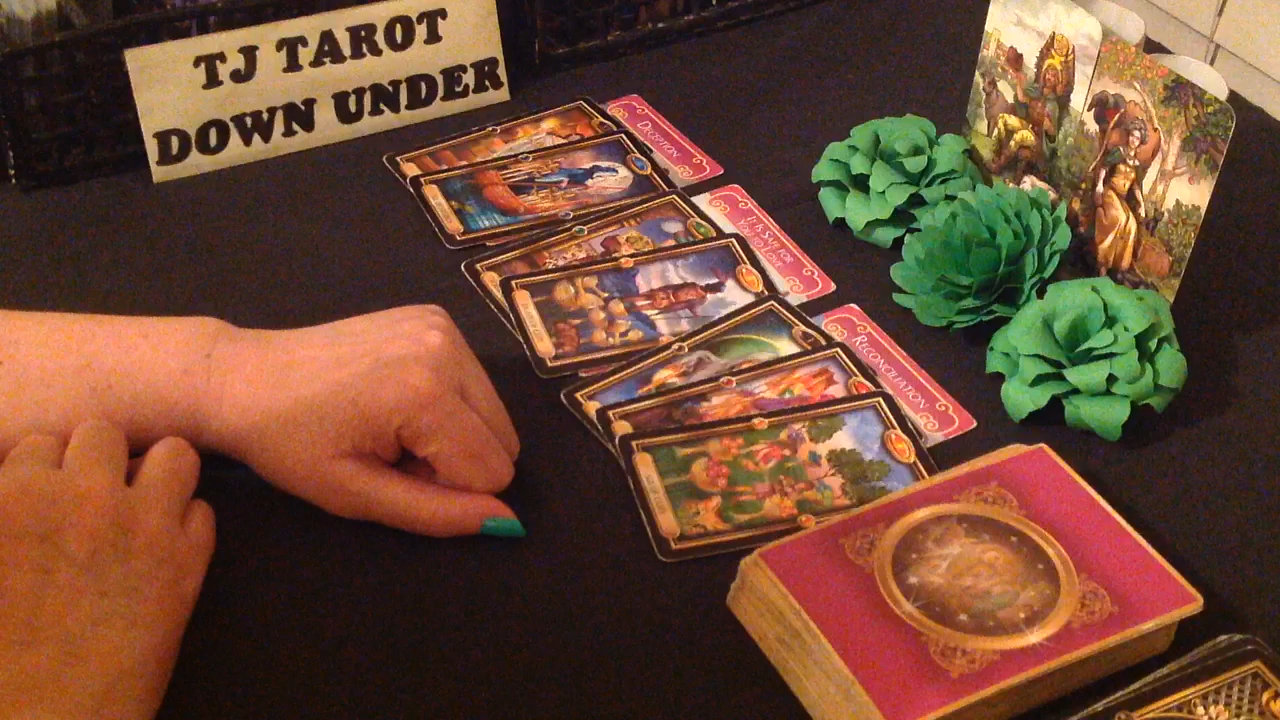 TJ TAROT
DOWN UNDER
DECEPTION
IT IS SAFE FOR
YOU TO LOVE
RECONCILIATION